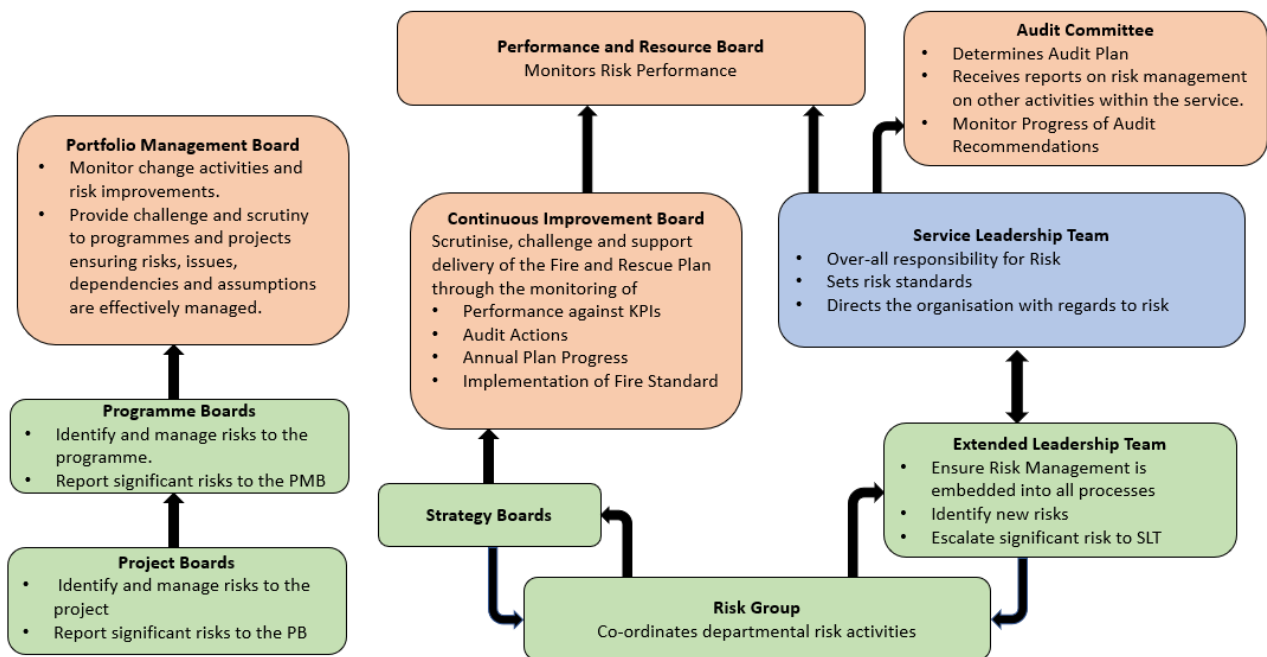 Performance and Resource Board
Monitors Risk Performance
Audit Committee
• Determines Audit Plan
• Receives reports on risk management
on other activities within the service.
• Monitor Progress of Audit
Recommendations
Portfolio Management Board
• Monitor change activities and
risk improvements.
• Provide challenge and scrutiny
to programmes and projects
ensuring risks, issues,
dependencies and assumptions
are effectively managed.
Continuous Improvement Board
Scrutinise, challenge and support
delivery of the Fire and Rescue Plan
through the monitoring of
• Performance against KPIs
• Audit Actions
• Annual Plan Progress
• Implementation of Fire Standard
Service Leadership Team
• Over-all responsibility for Risk
• Sets risk standards
• Directs the organisation with regards to risk
Programme Boards
• Identify and manage risks to the
programme.
• Report significant risks to the PMB
Extended Leadership Team
• Ensure Risk Management is
embedded into all processes
• Identify new risks
• Escalate significant risk to SLT
Strategy Boards
Project Boards
• Identify and manage risks to the
project
• Report significant risks to the PB
Risk Group
Co-ordinates departmental risk activities